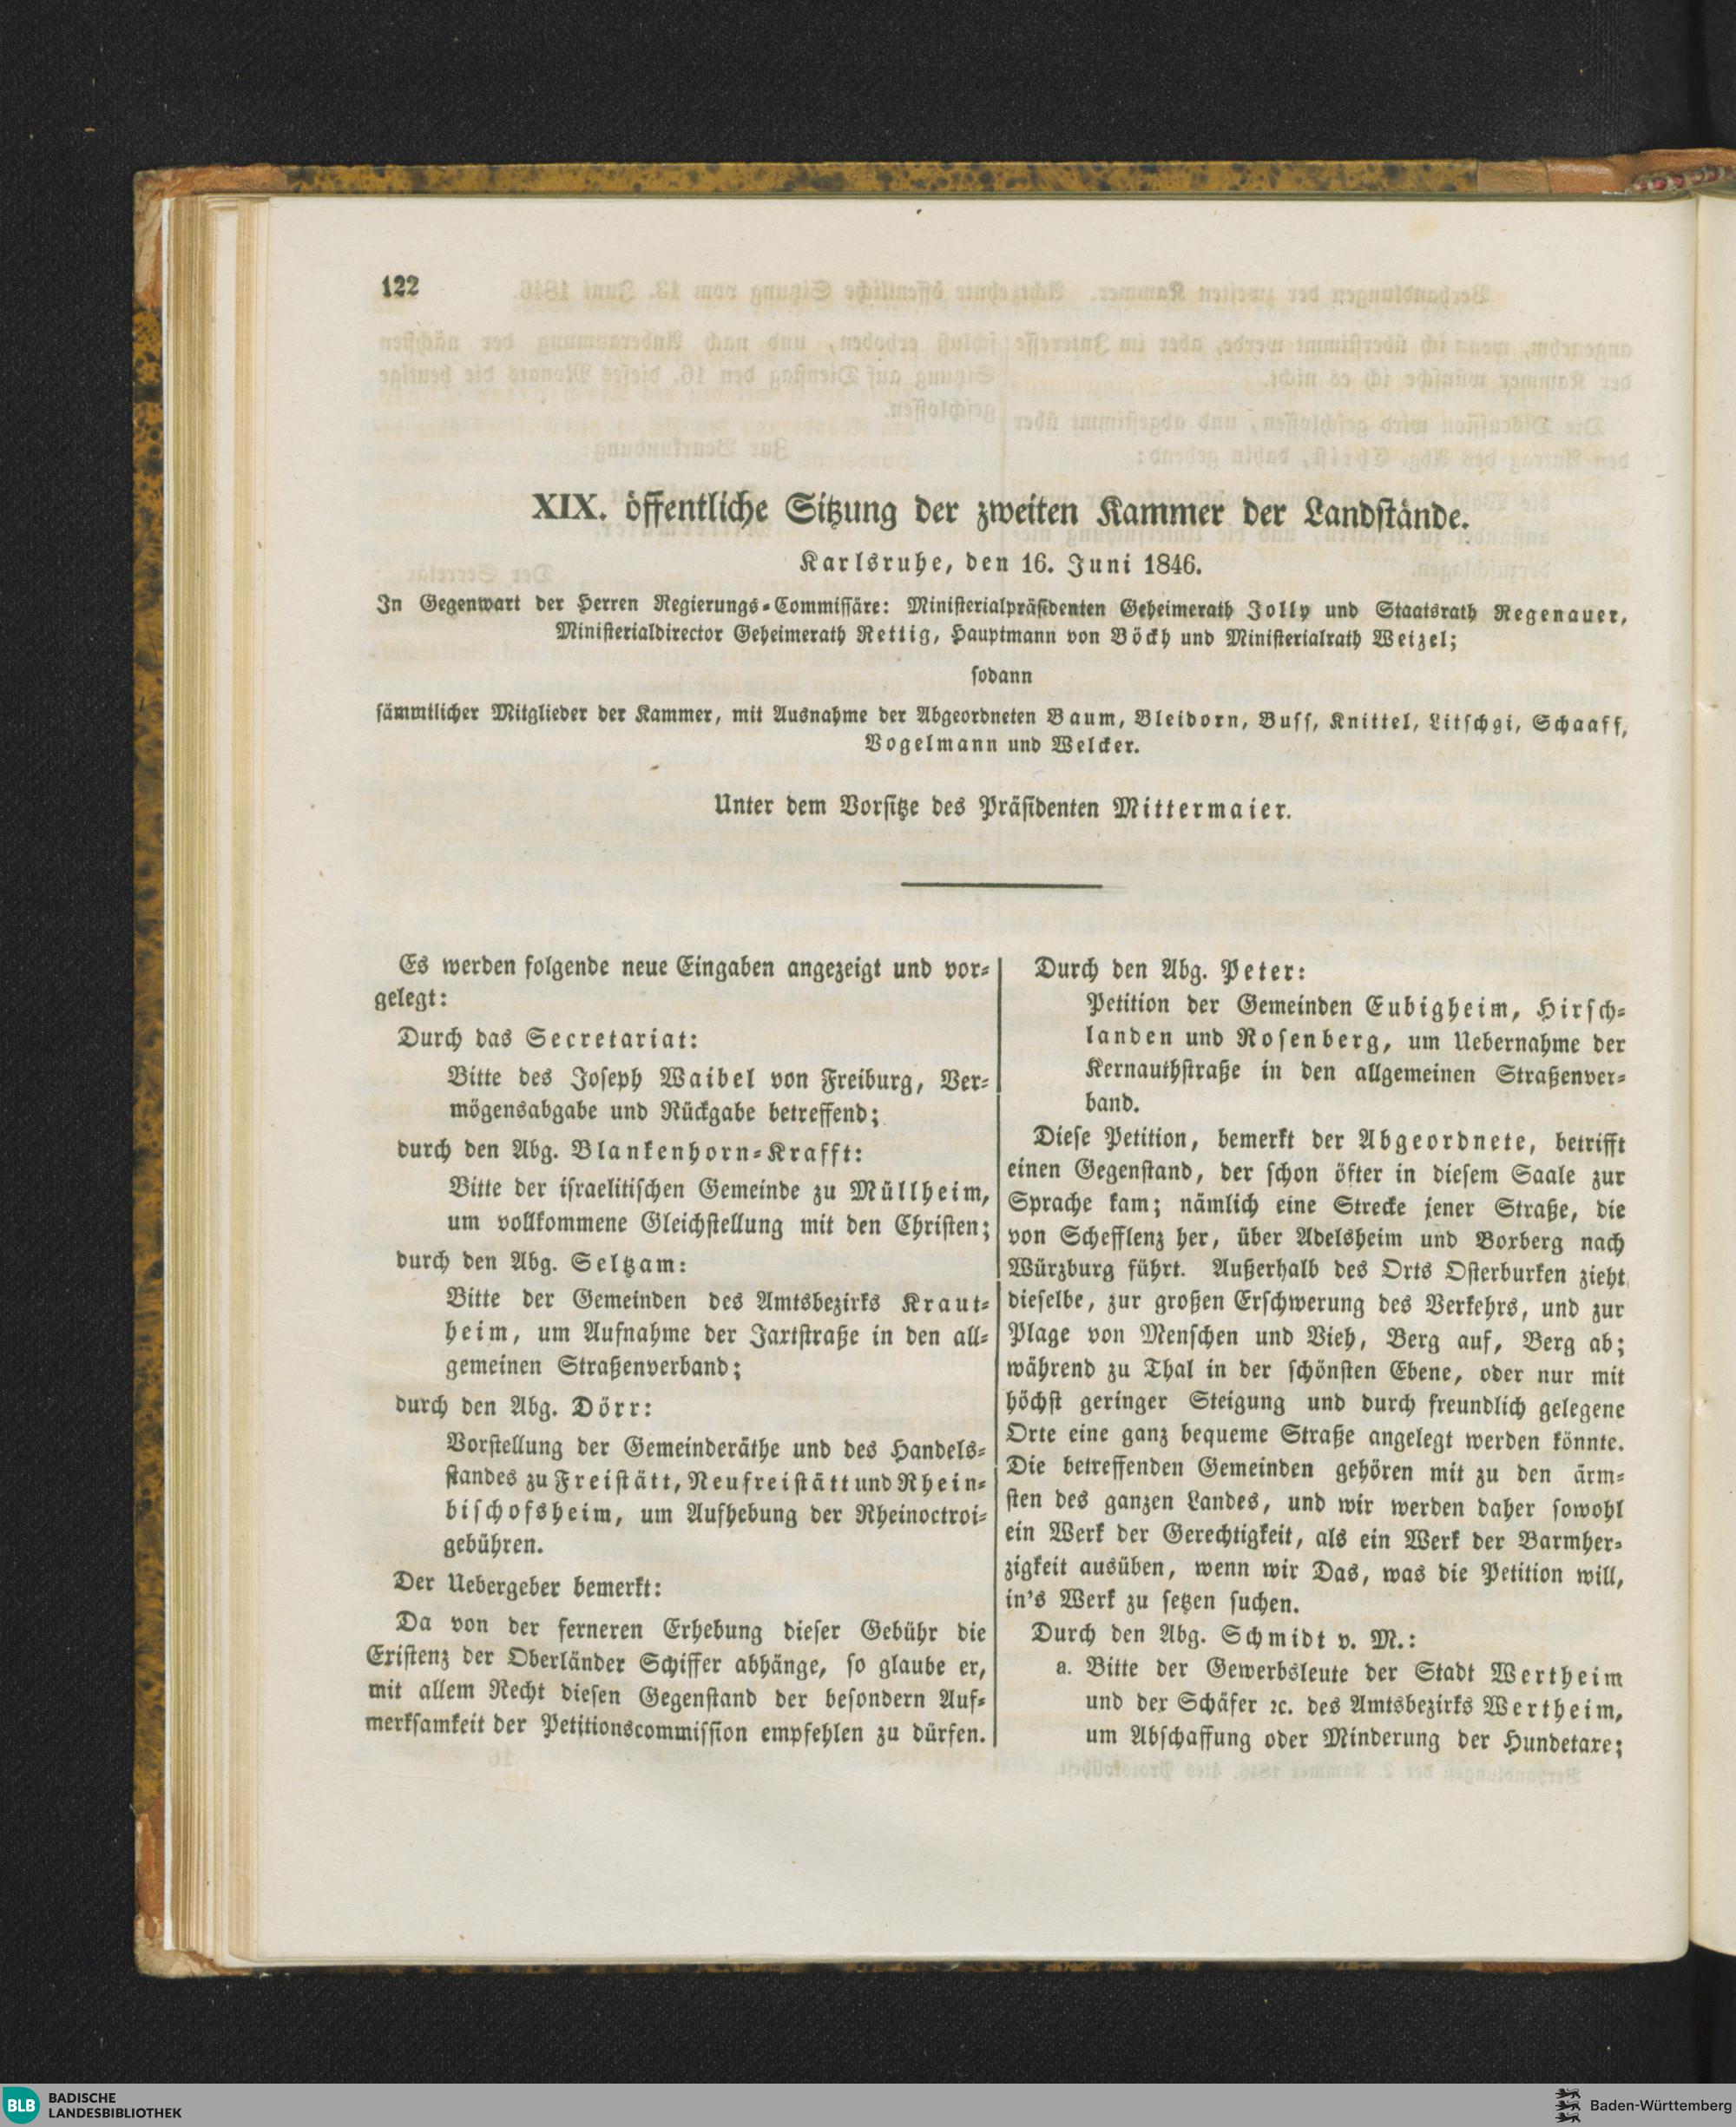 122
XIX. öffentliche Sitzung der zweiten Kammer der Landstände.
Karlsruhe, den 16. Juni 1846.
In Gegenwart der Herren Regierungs-Commissäre: Ministerialpräsidenten Geheimerath Jolly und Staatsrath Regenauer,
Ministerialdirector Geheimerath Rettig, Hauptmann von Böckh und Ministerialrath Weizel;
sodann
sämmtlicher Mitglieder der Kammer, mit Ausnahme der Abgeordneten Baum, Bleidorn, Buss, Knittel, Litschgi, Schaaff,
Vogelmann und Welcker.
Unter dem Vorsitze des Präsidenten Mittermaier.
Es werden folgende neue Eingaben angezeigt und vor-
gelegt:
Durch das Secretariat:
Bitte des Joseph Waibel von Freiburg, Ver-
mögensabgabe und Rückgabe betreffend;
durch den Abg. Blankenhorn-Krafft:
Bitte der israelitischen Gemeinde zu Müllheim,
um vollkommene Gleichstellung mit den Christen;
durch den Abg. Seltzam:
Bitte der Gemeinden des Amtsbezirks Kraut-
heim, um Aufnahme der Jaxtstraße in den all-
gemeinen Straßenverband;
durch den Abg. Dörr:
Vorstellung der Gemeinderäthe und des Handels-
standes zu Freistätt, Neufreistätt und Rhein-
bischofsheim, um Aufhebung der Rheinoctroi-
gebühren.
Der Uebergeber bemerkt:
Da von der ferneren Erhebung dieser Gebühr die
Existenz der Oberländer Schiffer abhänge, so glaube er,
mit allem Recht diesen Gegenstand der besondern Auf-
merksamkeit der Petitionscommission empfehlen zu dürfen.
Durch den Abg. Peter:
Petition der Gemeinden Eubigheim, Hirsch-
landen und Rosenberg, um Uebernahme der
Kernauthstraße in den allgemeinen Straßenver-
band.
Diese Petition, bemerkt der Abgeordnete, betrifft
einen Gegenstand, der schon öfter in diesem Saale zur
Sprache kam; nämlich eine Strecke jener Straße, die
von Schefflenz her, über Adelsheim und Borberg nach
Würzburg führt. Außerhalb des Orts Osterburken zieht
dieselbe, zur großen Erschwerung des Verkehrs, und zur
Plage von Menschen und Vieh, Berg auf, Berg ab;
während zu Thal in der schönsten Ebene, oder nur mit
höchst geringer Steigung und durch freundlich gelegene
Orte eine ganz bequeme Straße angelegt werden könnte.
Die betreffenden Gemeinden gehören mit zu den ärm-
sten des ganzen Landes, und wir werden daher sowohl
ein Werk der Gerechtigkeit, als ein Werk der Barmher-
zigkeit ausüben, wenn wir Das, was die Petition will,
in's Werk zu setzen suchen.
Durch den Abg. Schmidt v. M.:
a. Bitte der Gewerbsleute der Stadt Wertheim
und der Schäfer ꝛc. des Amtsbezirks Wertheim,
um Abschaffung oder Minderung der Hundetaxe;
BLB BADISCHE
LANDESBIBLIOTHEK
Baden-Württemberg